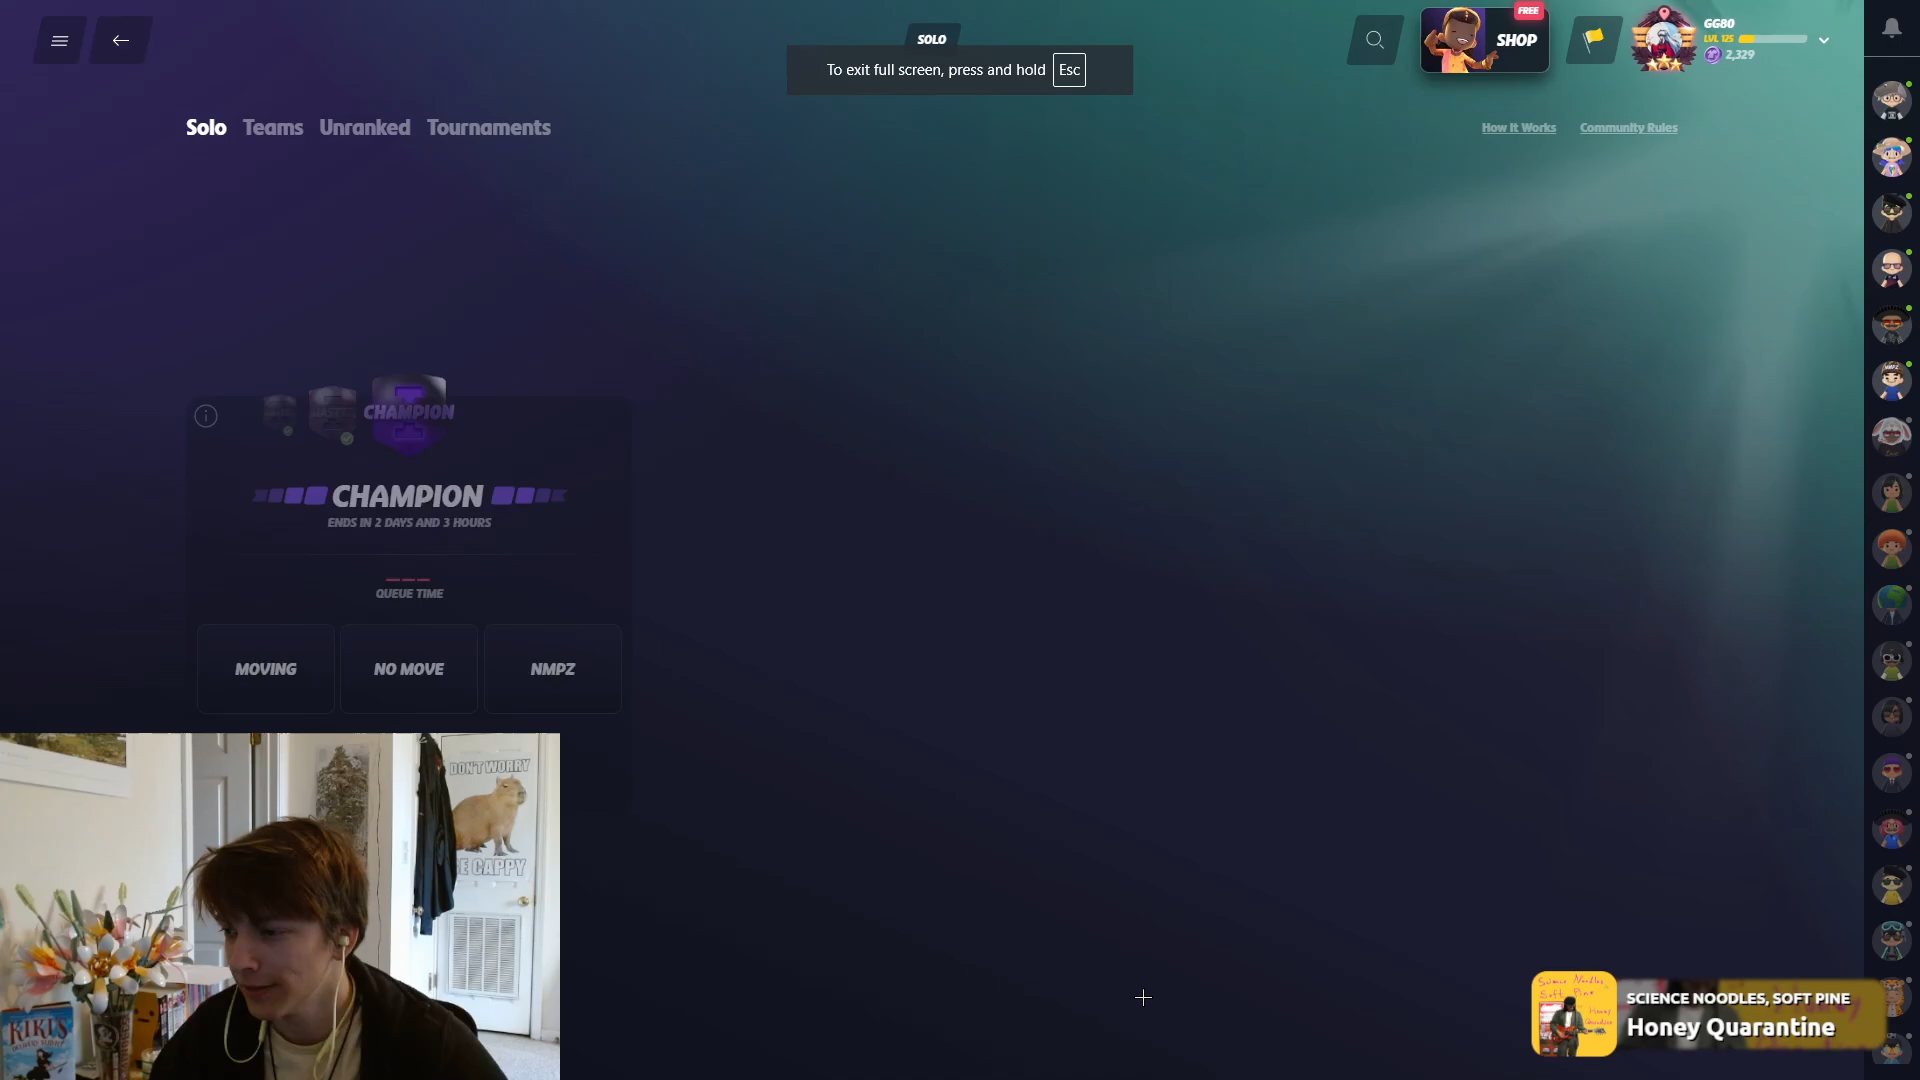 SOLO
To exit full screen, press and hold Esc
FREE
SHOP
GG80
LVL 125
2,329
Solo Teams Unranked Tournaments
How It Works Community Rules
CHAMPION
CHAMPION
ENDS IN 2 DAYS AND 3 HOURS
QUEUE TIME
MOVING NO MOVE NMPZ
DON'T WORRY
BE CAPPY
KIKI'S
SCIENCE NOODLES, SOFT PINE
Honey Quarantine